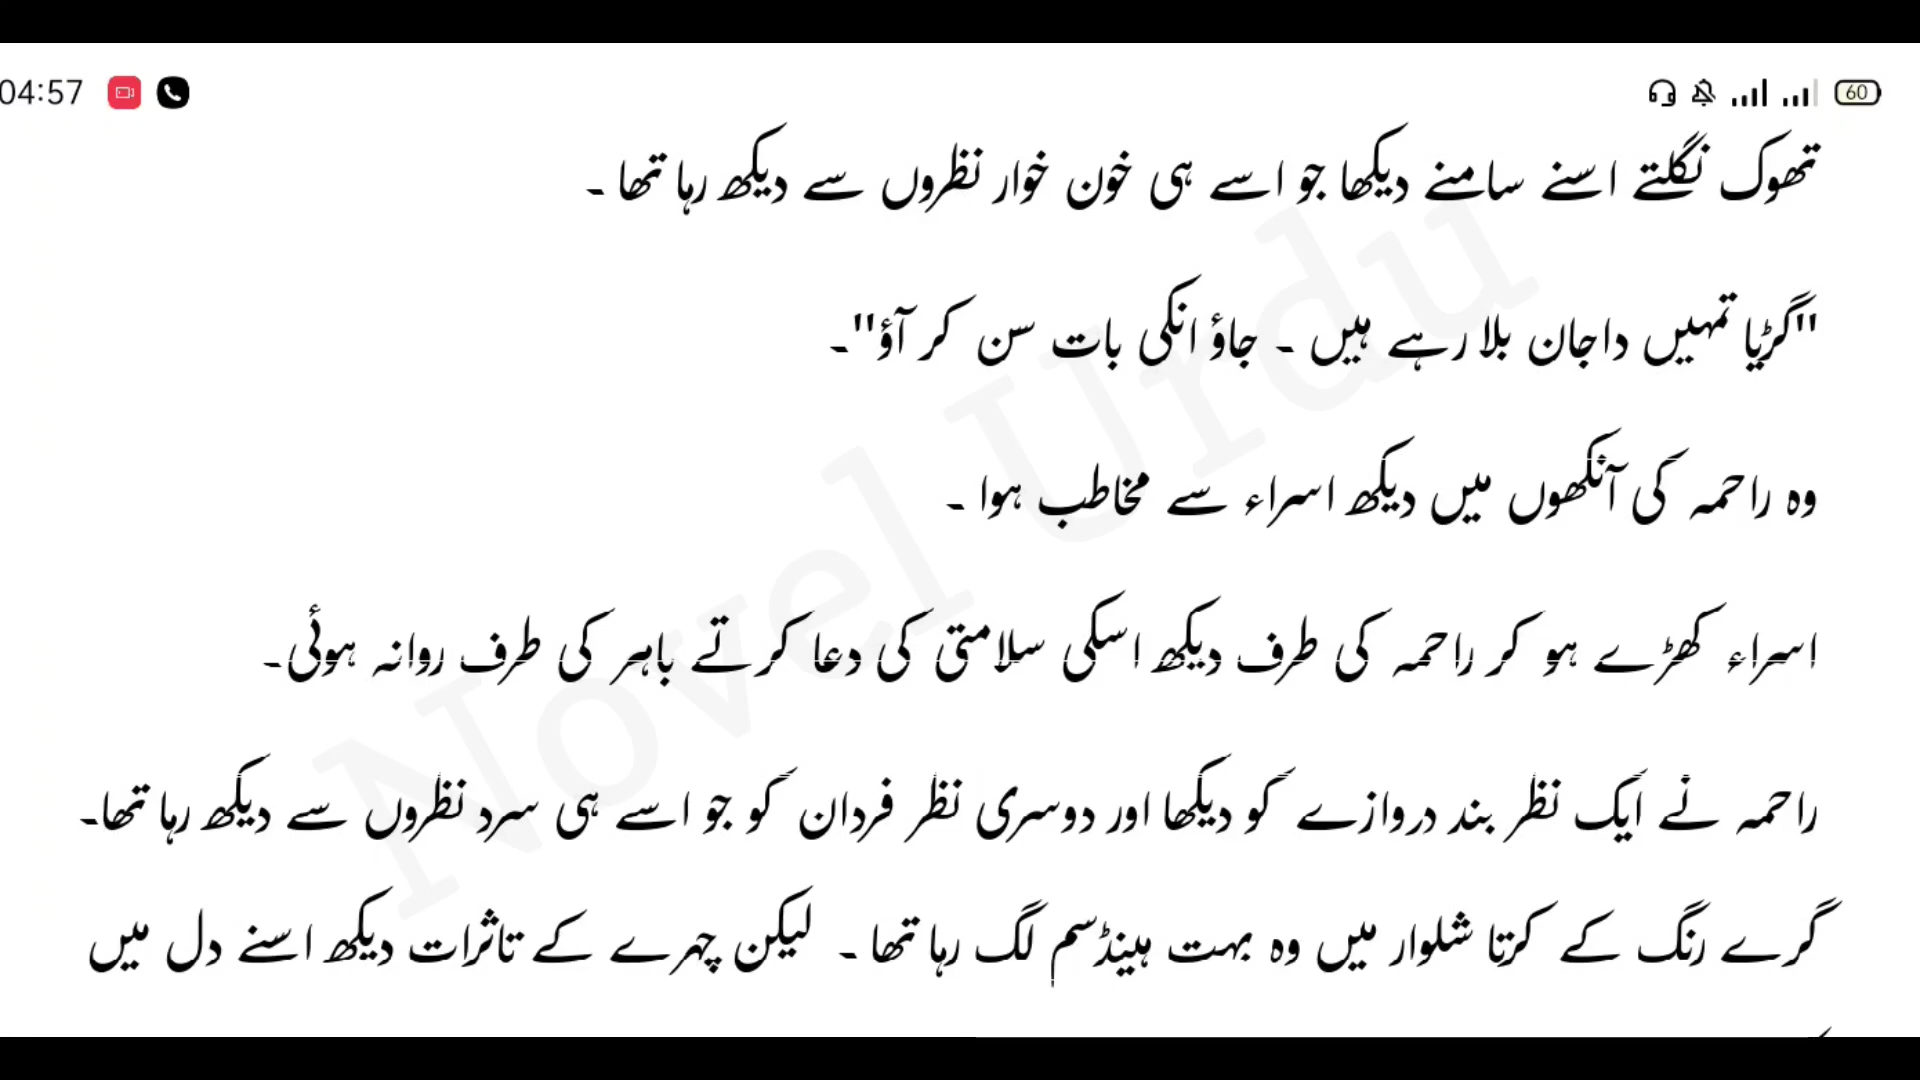 04:57
60
تھوک نگلتے اسنے سامنے دیکھا جو اسے ہی خون خوار نظروں سے دیکھ رہا تھا ۔
"گڑیا تمہیں داجان بلا رہے ہیں ۔ جاؤ انکی بات سن کر آؤ"۔
وہ راحمہ کی آنکھوں میں دیکھ اسراء سے مخاطب ہوا ۔
اسراء کھڑے ہو کر راحمہ کی طرف دیکھ اسکی سلامتی کی دعا کرتے باہر کی طرف روانہ ہوئی۔
راحمہ نے ایک نظر بند دروازے کو دیکھا اور دوسری نظر فردان کو جو اسے ہی سرد نظروں سے دیکھ رہا تھا۔
گرے رنگ کے کرتا شلوار میں وہ بہت ہینڈسم لگ رہا تھا ۔ لیکن چہرے کے تاثرات دیکھ اسنے دل میں
Novel Urdu